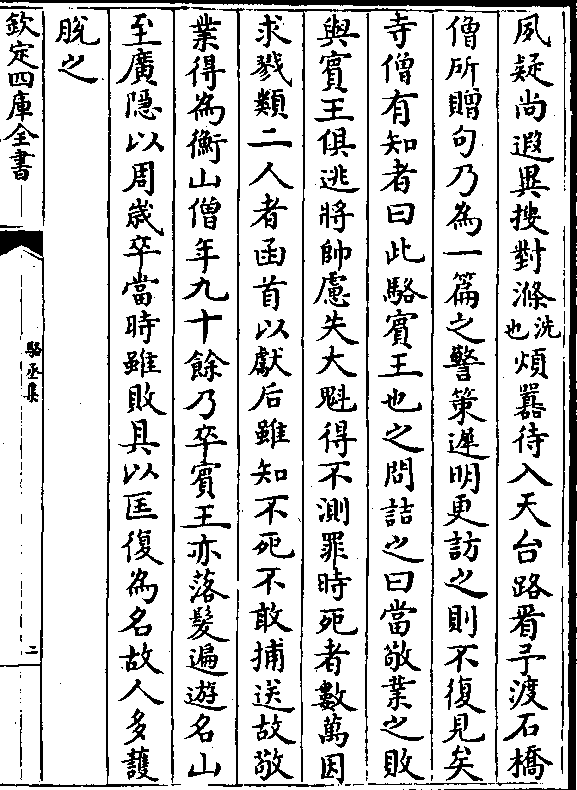 夙疑尚遐異搜對滌洗也煩囂待入天台路㸔予渡石橋
僧所贈句乃為一篇之警策遲明更訪之則不復見矣
寺僧有知者曰此駱賓王也之問詰之曰當敬業之敗
與賓王俱逃將帥慮失大魁得不測罪時死者數萬因
求戮類二人者函首以獻后雖知不死不敢捕送故敬
業得為衡山僧年九十餘乃卒賓王亦落髮遍遊名山
至廣隱以周歲卒當時雖敗具以匡復為名故人多護
脫之
欽定四庫全書
駱丞集
二